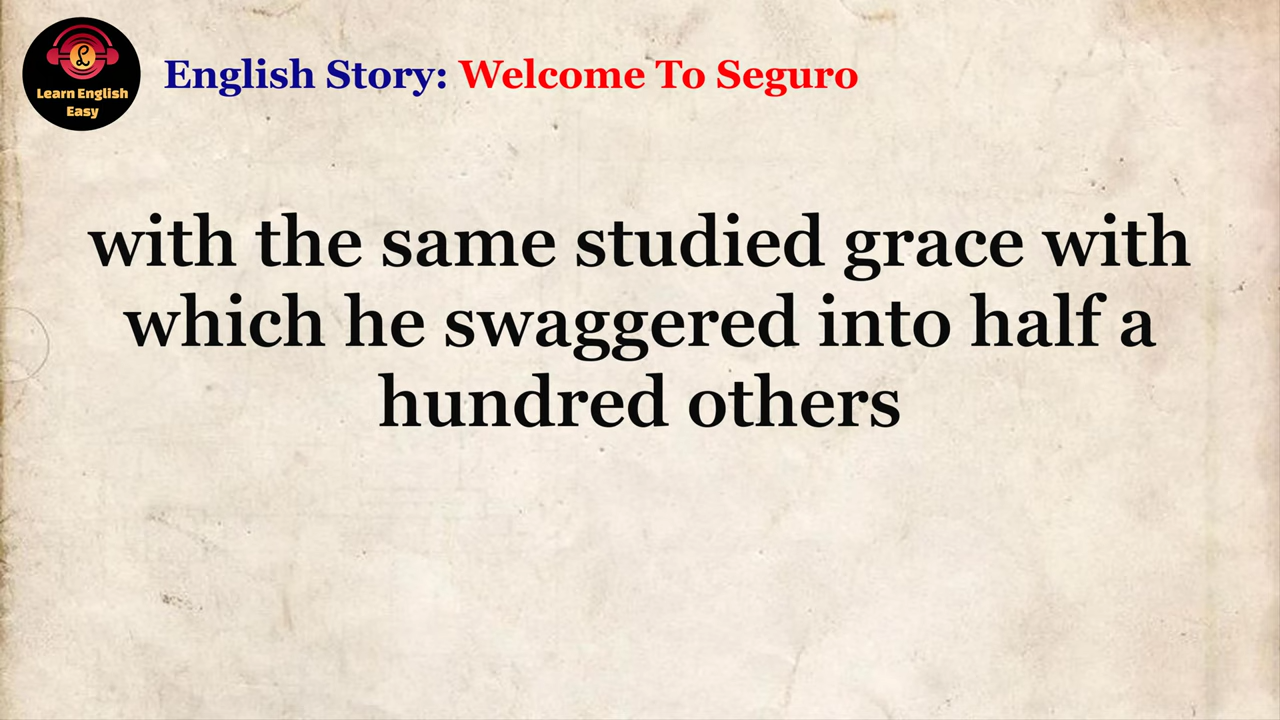 Learn English
Easy
English Story: Welcome To Seguro
with the same studied grace with
which he swaggered into half a
hundred others